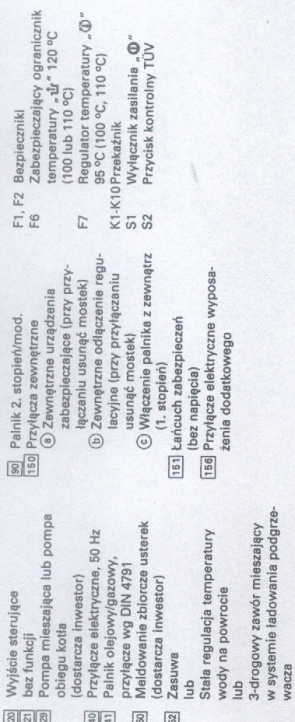 20 Wyjście sterujące
21 bez funkcji
29 Pompa mieszająca lub pompa
obiegu kotła
(dostarcza inwestor)
40 Przyłącze elektryczne, 50 Hz
41 Palnik olejowy/gazowy,
przyłącze wg DIN 4791
50 Meldowanie zbiorcze usterek
(dostarcza inwestor)
52 Zasuwa
lub
Stała regulacja temperatury
wody na powrocie
lub
3-drogowy zawór mieszający
w systemie ładowania podgrze-
wacza
90 Palnik 2. stopień/mod.
150 Przyłącza zewnętrzne
ⓐ Zewnętrzne urządzenia
zabezpieczające (przy przy-
łączaniu usunąć mostek)
ⓑ Zewnętrzne odłączenie regu-
lacyjne (przy przyłączaniu
usunąć mostek)
ⓒ Włączenie palnika z zewnątrz
(1. stopień)
151 Łańcuch zabezpieczeń
(bez napięcia)
156 Przyłącze elektryczne wyposa-
żenia dodatkowego
F1, F2 Bezpieczniki
F6 Zabezpieczający ogranicznik
temperatury „ " 120 °C
(100 lub 110 °C)
F7 Regulator temperatury „ "
95 °C (100 °C, 110 °C)
K1-K10 Przekaźnik
S1 Wyłącznik zasilania „ "
S2 Przycisk kontrolny TÜV